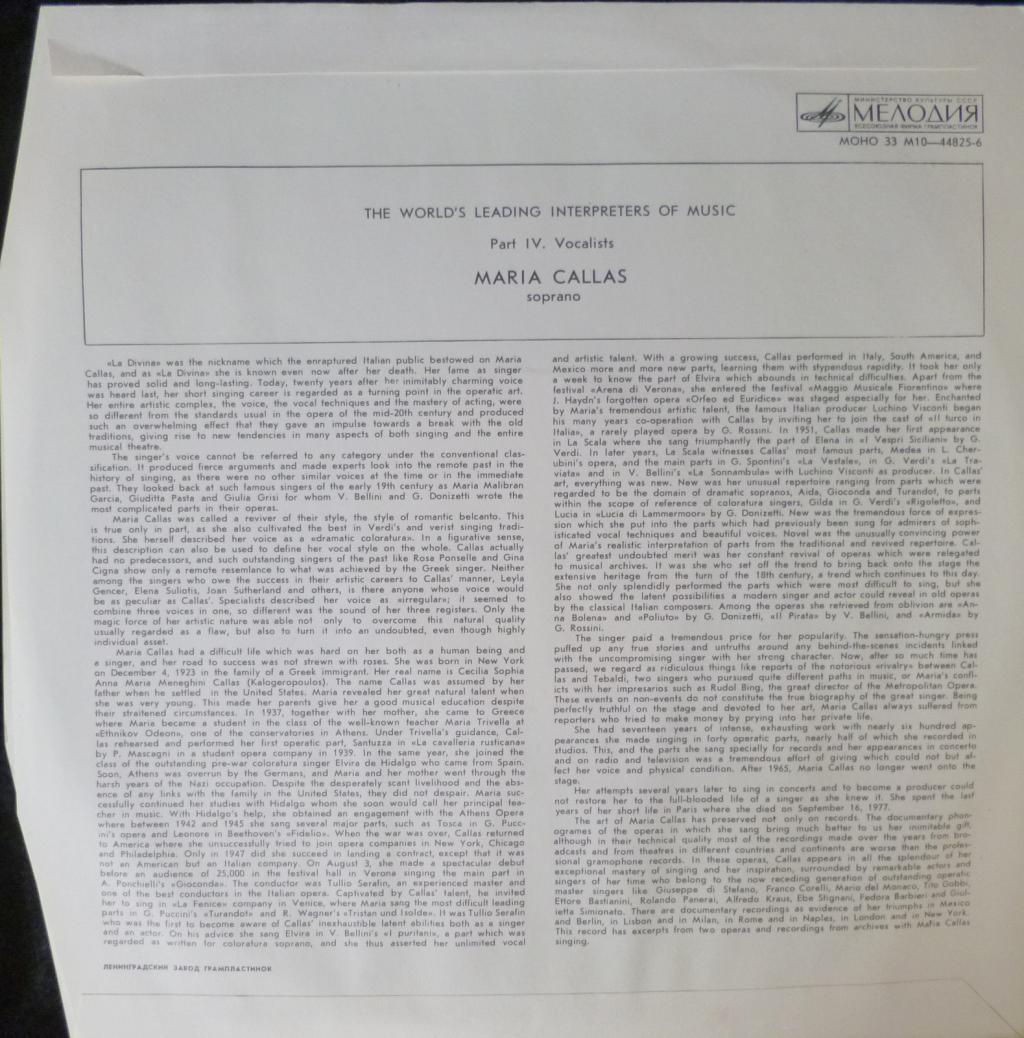 МИНИСТЕРСТВО КУЛЬТУРЫ СССР
МЕЛОДИЯ
ВСЕСОЮЗНАЯ ФИРМА ГРАМПЛАСТИНОК
МОНО 33 М10—44825-6
THE WORLD'S LEADING INTERPRETERS OF MUSIC
Part IV. Vocalists
MARIA CALLAS
soprano
«La Divina» was the nickname which the enraptured Italian public bestowed on Maria
Callas, and as «La Divina» she is known even now after her death. Her fame as singer
has proved solid and long-lasting. Today, twenty years after her inimitably charming voice
was heard last, her short singing career is regarded as a turning point in the operatic art.
Her entire artistic complex, the voice, the vocal techniques and the mastery of acting, were
so different from the standards usual in the opera of the mid-20th century and produced
such an overwhelming effect that they gave an impulse towards a break with the old
traditions, giving rise to new tendencies in many aspects of both singing and the entire
musical theatre.
The singer's voice cannot be referred to any category under the conventional clas-
sification. It produced fierce arguments and made experts look into the remote past in the
history of singing, as there were no other similar voices at the time or in the immediate
past. They looked back at such famous singers of the early 19th century as Maria Malibran
Garcia, Giuditta Pasta and Giulia Grisi for whom V. Bellini and G. Donizetti wrote the
most complicated parts in their operas.
Maria Callas was called a reviver of their style, the style of romantic belcanto. This
is true only in part, as she also cultivated the best in Verdi's and verist singing tradi-
tions. She herself described her voice as a «dramatic coloratura». In a figurative sense,
this description can also be used to define her vocal style on the whole. Callas actually
had no predecessors, and such outstanding singers of the past like Rosa Ponselle and Gina
Cigna show only a remote resemlance to what was achieved by the Greek singer. Neither
among the singers who owe the success in their artistic careers to Callas' manner, Leyla
Gencer, Elena Suliotis, Joan Sutherland and others, is there anyone whose voice would
be as peculiar as Callas'. Specialists described her voice as «irregular»; it seemed to
combine three voices in one, so different was the sound of her three registers. Only the
magic force of her artistic nature was able not only to overcome this natural quality
usually regarded as a flaw, but also to turn it into an undoubted, even though highly
individual asset.
Maria Callas had a difficult life which was hard on her both as a human being and
a singer, and her road to success was not strewn with roses. She was born in New York
on December 4, 1923 in the family of a Greek immigrant. Her real name is Cecilia Sophia
Anna Maria Meneghini Callas (Kalogeropoulos). The name Callas was assumed by her
father when he settled in the United States. Maria revealed her great natural talent when
she was very young. This made her parents give her a good musical education despite
their straitened circumstances. In 1937, together with her mother, she came to Greece
where Maria became a student in the class of the well-known teacher Maria Trivella at
«Ethnikov Odeon», one of the conservatories in Athens. Under Trivella's guidance, Cal-
las rehearsed and performed her first operatic part, Santuzza in «La cavalleria rusticana»
by P. Mascagni in a student opera company in 1939. In the same year, she joined the
class of the outstanding pre-war coloratura singer Elvira de Hidalgo who came from Spain.
Soon, Athens was overrun by the Germans, and Maria and her mother went through the
harsh years of the Nazi occupation. Despite the desperately scant livelihood and the abs-
ence of any links with the family in the United States, they did not despair. Maria suc-
cessfully continued her studies with Hidalgo whom she soon would call her principal tea-
cher in music. With Hidalgo's help, she obtained an engagement with the Athens Opera
where between 1942 and 1945 she sang several major parts, such as Tosca in G. Pucc-
ini's opera and Leonore in Beethoven's «Fidelio». When the war was over, Callas returned
to America where she unsuccessfully tried to join opera companies in New York, Chicago
and Philadelphia. Only in 1947 did she succeed in landing a contract, except that it was
not an American but an Italian company. On August 3, she made a spectacular debut
before an audience of 25,000 in the festival hall in Verona singing the main part in
A. Ponchielli's «Gioconda». The conductor was Tullio Serafin, an experienced master and
one of the best conductors in the Italian opera. Captivated by Callas' talent, he invited
her to sing in «La Fenice» company in Venice, where Maria sang the most difficult leading
parts in G. Puccini's «Turandot» and R. Wagner's «Tristan und Isolde». It was Tullio Serafin
who was the first to become aware of Callas' inexhaustible latent abilities both as a singer
and an actor. On his advice she sang Elvira in V. Bellini's «I puritani», a part which was
regarded as written for coloratura soprano, and she thus asserted her unlimited vocal
and artistic talent. With a growing success, Callas performed in Italy, South America, and
Mexico more and more new parts, learning them with stypendous rapidity. It took her only
a week to know the part of Elvira which abounds in technical difficulties. Apart from the
festival «Arena di Verona», she entered the festival «Maggio Musicale Fiorentino» where
J. Haydn's forgotten opera «Orfeo ed Euridice» was staged especially for her. Enchanted
by Maria's tremendous artistic talent, the famous Italian producer Luchino Visconti began
his many years co-operation with Callas by inviting her to join the cast of «Il turco in
Italia», a rarely played opera by G. Rossini. In 1951, Callas made her first appearance
in La Scala where she sang triumphantly the part of Elena in «I Vespri Siciliani» by G.
Verdi. In later years, La Scala witnesses Callas' most famous parts, Medea in L. Cher-
ubini's opera, and the main parts in G. Spontini's «La Vestale», in G. Verdi's «La Tra-
viata» and in V. Bellini's «La Sonnambula» with Luchino Visconti as producer. In Callas'
art, everything was new. New was her unusual repertoire ranging from parts which were
regarded to be the domain of dramatic sopranos, Aida, Gioconda and Turandot, to parts
within the scope of reference of coloratura singers, Gilda in G. Verdi's «Rigoletto», and
Lucia in «Lucia di Lammermoor» by G. Donizetti. New was the tremendous force of expres-
sion which she put into the parts which had previously been sung for admirers of soph-
isticated vocal techniques and beautiful voices. Novel was the unusually convincing power
of Maria's realistic interpretation of parts from the traditional and revived repertoire. Cal-
las' greatest undoubted merit was her constant revival of operas which were relegated
to musical archives. It was she who set off the trend to bring back onto the stage the
extensive heritage from the turn of the 18th century, a trend which continues to this day.
She not only splendidly performed the parts which were most difficult to sing, but she
also showed the latent possibilities a modern singer and actor could reveal in old operas
by the classical Italian composers. Among the operas she retrieved from oblivion are «An-
na Bolena» and «Poliuto» by G. Donizetti, «Il Pirata» by V. Bellini, and «Armida» by
G. Rossini.
The singer paid a tremendous price for her popularity. The sensation-hungry press
puffed up any true stories and untruths around any behind-the-scenes incidents linked
with the uncompromising singer with her strong character. Now, after so much time has
passed, we regard as ridiculous things like reports of the notorious «rivalry» between Cal-
las and Tebaldi, two singers who pursued quite different paths in music, or Maria's confl-
icts with her impresarios such as Rudol Bing, the great director of the Metropolitan Opera.
These events on non-events do not constitute the true biography of the great singer. Being
perfectly truthful on the stage and devoted to her art, Maria Callas always suffered from
reporters who tried to make money by prying into her private life.
She had seventeen years of intense, exhausting work with nearly six hundred ap-
pearances she made singing in forty operatic parts, nearly half of which she recorded in
studios. This, and the parts she sang specially for records and her appearances in concerto
and on radio and television was a tremendous effort of giving which could not but af-
fect her voice and physical condition. After 1965, Maria Callas no longer went onto the
stage.
Her attempts several years later to sing in concerts and to become a producer could
not restore her to the full-blooded life of a singer as she knew it. She spent the last
years of her short life in Paris where she died on September 16, 1977.
The art of Maria Callas has preserved not only on records. The documentary phon-
ogrames of the operas in which she sang bring much better to us her inimitable gift,
although in their technical quality most of the recordings made over the years from bro-
adcasts and from theatres in different countries and continents are worse than the profes-
sional gramophone records. In these operas, Callas appears in all the splendour of her
exceptional mastery of singing and her inspiration, surrounded by remarkable actors and
singers of her time who belong to the now receding generation of outstanding operatic
master singers like Giuseppe di Stefano, Franco Corelli, Mario del Monaco, Tito Gobbi,
Ettore Bastianini, Rolando Panerai, Alfredo Kraus, Ebe Stignani, Fedora Barbieri and Giul-
ietta Simionato. There are documentary recordings as evidence of her triumphs in Mexico
and Berlin, in Lisbon and in Milan, in Rome and in Naples, in London and in New York.
This record has excerpts from two operas and recordings from archives with Maria Callas
singing.
ЛЕНИНГРАДСКИЙ ЗАВОД ГРАМПЛАСТИНОК